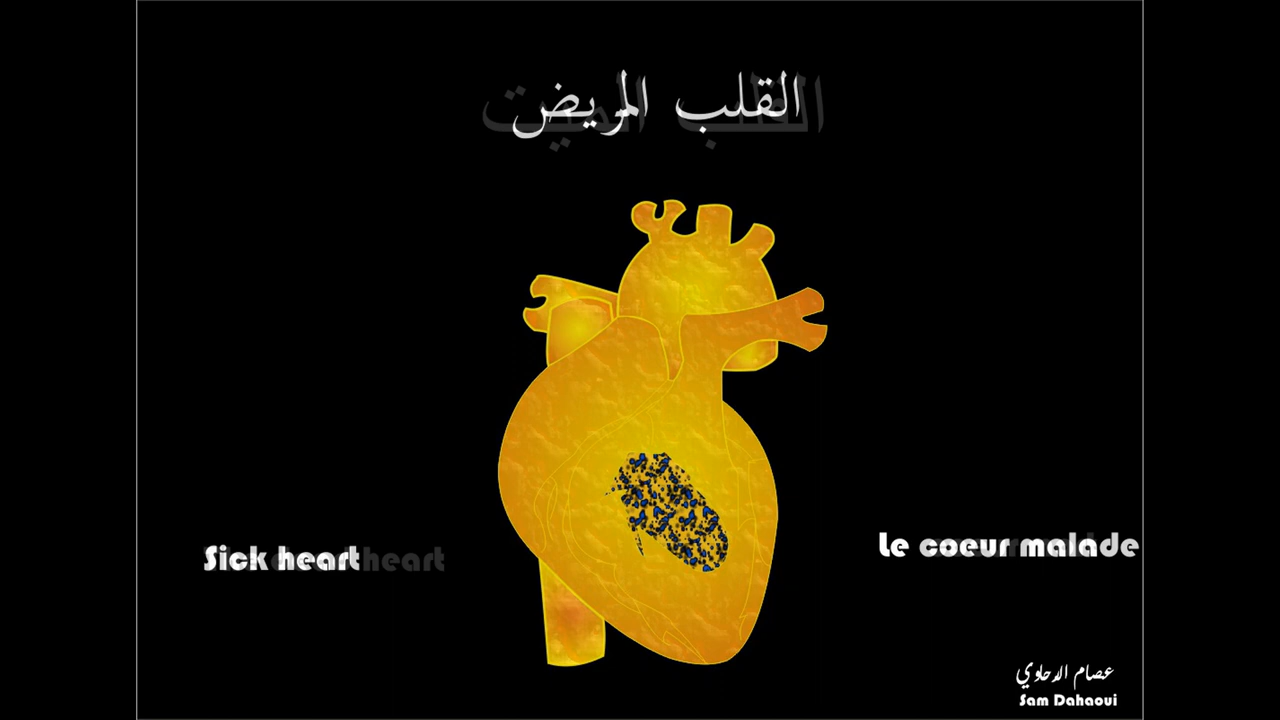 القلب المريض
Sick heart
Le coeur malade
عصام الدحاوي
Sam Dahaoui